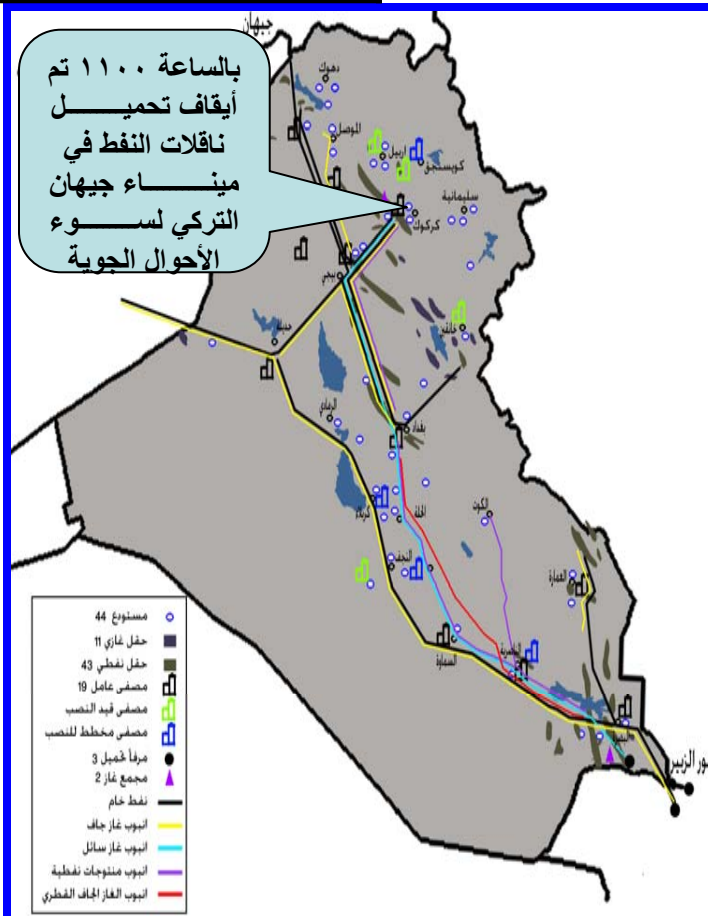 جيهان
بالساعة ١١٠٠ تم
أيقاف تحميل
ناقلات النفط في
ميناء جيهان
التركي لسوء
الأحوال الجوية
دهوك
الموصل
اربيل
كويسنجق
سليمانية
كركوك
بيجي
خانقين
حديثة
الرمادي
بغداد
كربلاء
الحلة
الكوت
النجف
العمارة
السماوة
الناصرية
ور الزبير
مستودع 44
حقل غازي 11
حقل نفطي 43
مصفى عامل 19
مصفى قيد النصب
مصفى مخطط للنصب
مرفأ تحميل 3
مجمع غاز 2
نفط خام
انبوب غاز جاف
انبوب غاز سائل
انبوب منتوجات نفطية
انبوب الغاز الجاف القطري